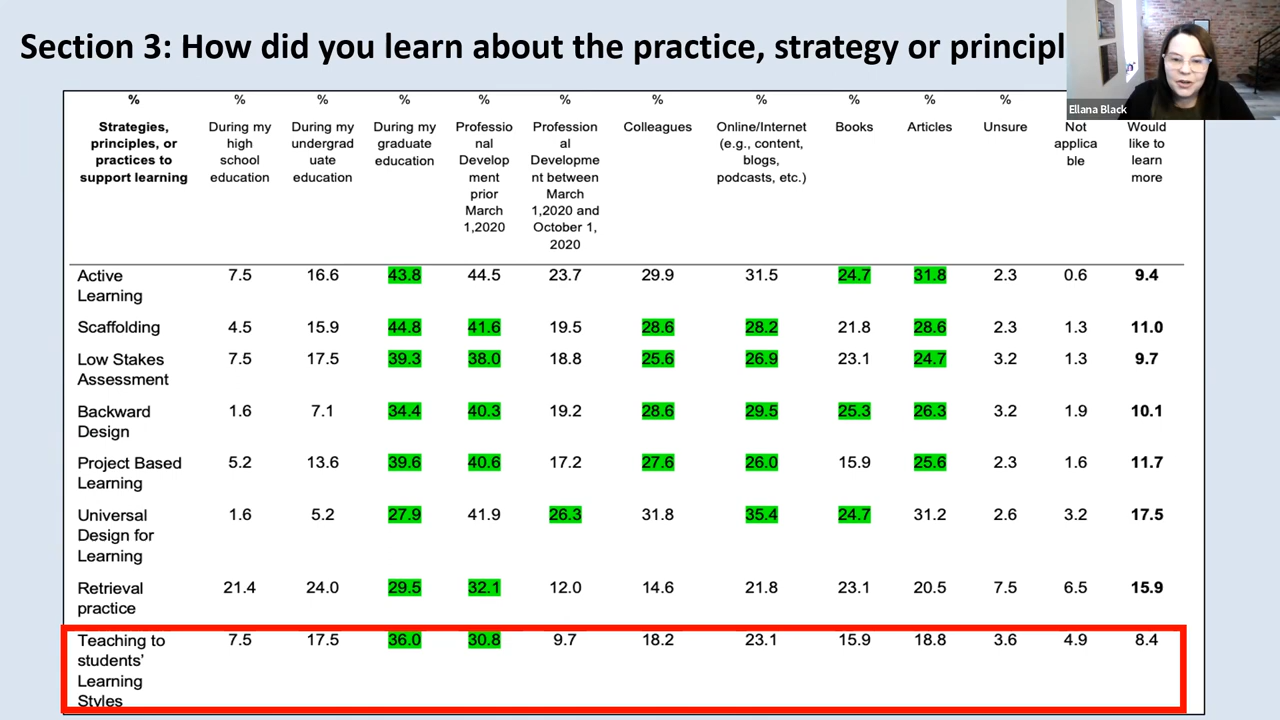 Section 3: How did you learn about the practice, strategy or principl
Ellana Black
% % % % % % % % % % %
Strategies, principles, or practices to support learning
During my high school education
During my undergrad uate education
During my graduate education
Professio nal Develop ment prior March 1,2020
Profession al Developme nt between March 1,2020 and October 1, 2020
Colleagues
Online/Internet (e.g., content, blogs, podcasts, etc.)
Books
Articles
Unsure
Not applica ble
Would like to learn more
Active Learning 7.5 16.6 43.8 44.5 23.7 29.9 31.5 24.7 31.8 2.3 0.6 9.4
Scaffolding 4.5 15.9 44.8 41.6 19.5 28.6 28.2 21.8 28.6 2.3 1.3 11.0
Low Stakes Assessment 7.5 17.5 39.3 38.0 18.8 25.6 26.9 23.1 24.7 3.2 1.3 9.7
Backward Design 1.6 7.1 34.4 40.3 19.2 28.6 29.5 25.3 26.3 3.2 1.9 10.1
Project Based Learning 5.2 13.6 39.6 40.6 17.2 27.6 26.0 15.9 25.6 2.3 1.6 11.7
Universal Design for Learning 1.6 5.2 27.9 41.9 26.3 31.8 35.4 24.7 31.2 2.6 3.2 17.5
Retrieval practice 21.4 24.0 29.5 32.1 12.0 14.6 21.8 23.1 20.5 7.5 6.5 15.9
Teaching to students' Learning Styles 7.5 17.5 36.0 30.8 9.7 18.2 23.1 15.9 18.8 3.6 4.9 8.4